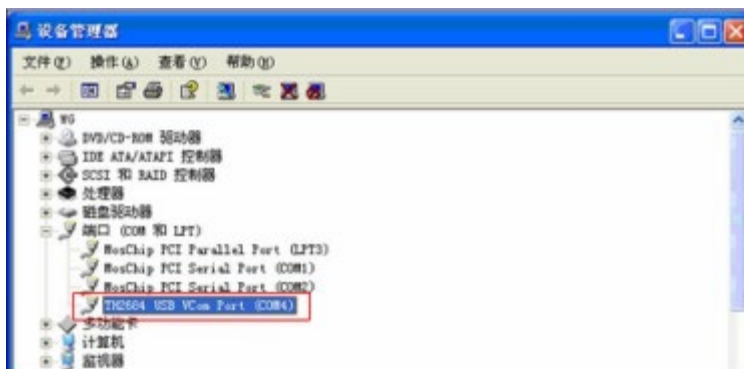 设备管理器
文件(F) 操作(A) 查看(V) 帮助(H)
WG
DVD/CD-ROM 驱动器
IDE ATA/ATAPI 控制器
SCSI 和 RAID 控制器
处理器
磁盘驱动器
端口 (COM 和 LPT)
MosChip PCI Parallel Port (LPT3)
MosChip PCI Serial Port (COM1)
MosChip PCI Serial Port (COM2)
TH2684 USB VCom Port (COM4)
多功能卡
计算机
监视器